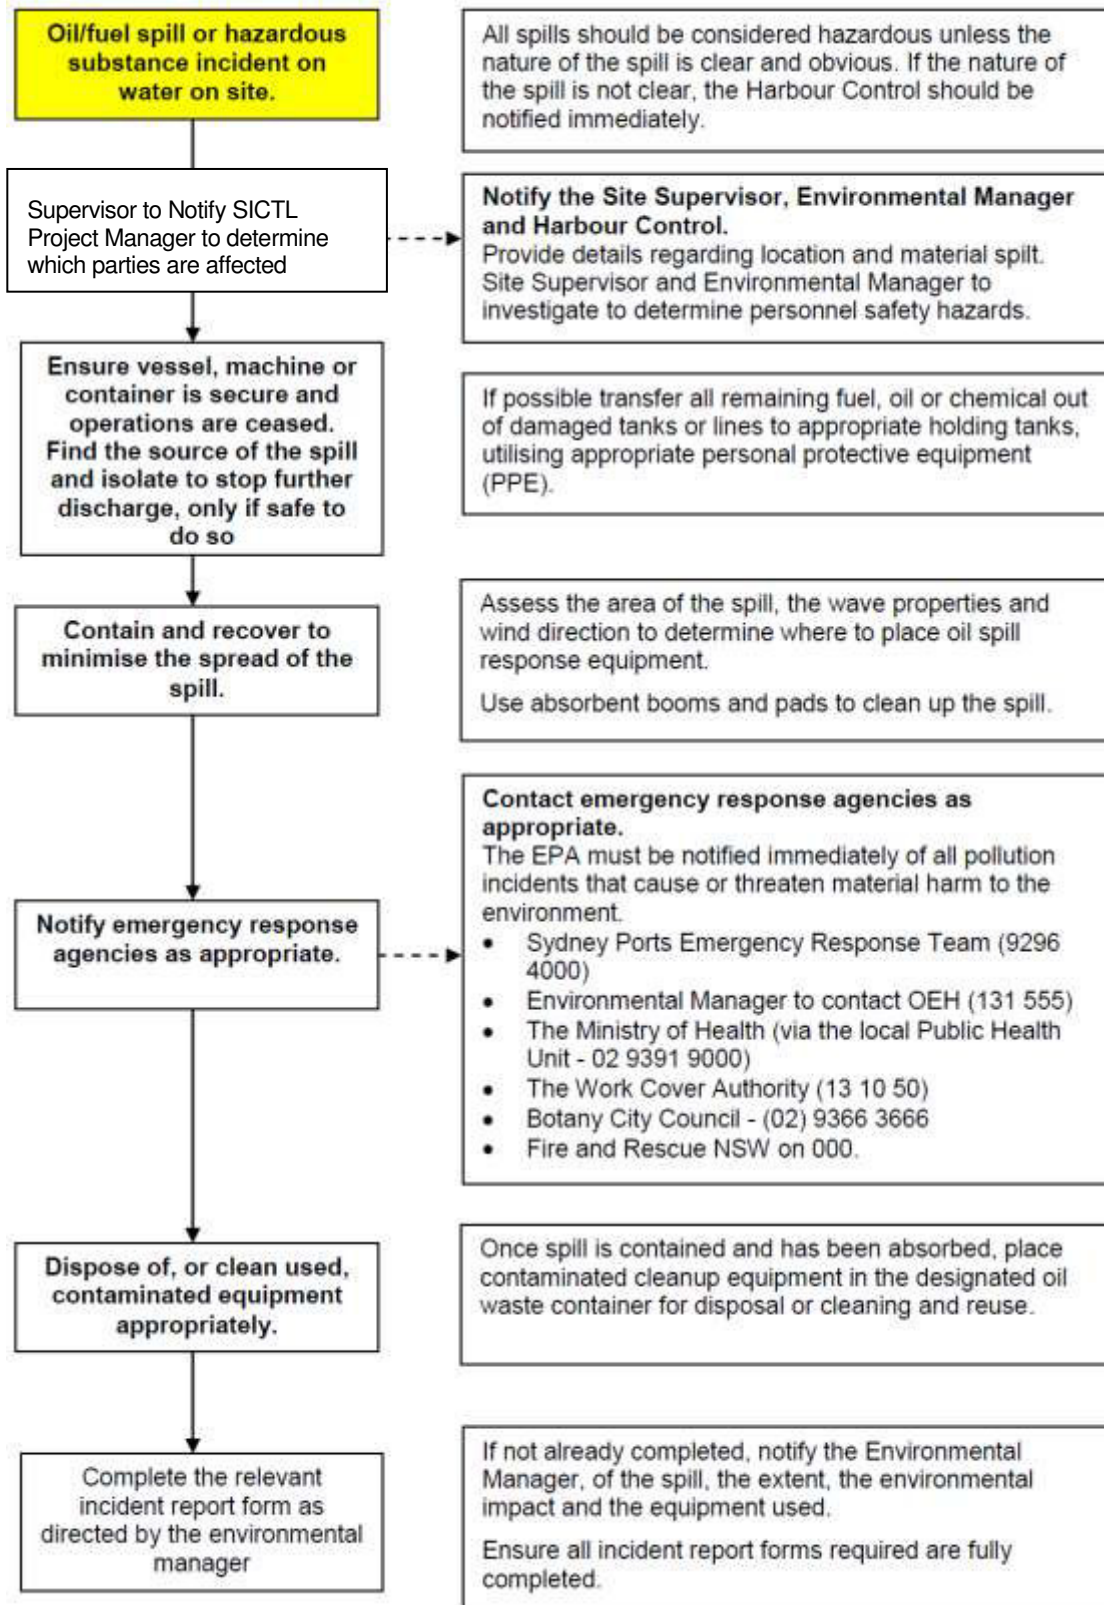 Oil/fuel spill or hazardous
substance incident on
water on site.
All spills should be considered hazardous unless the
nature of the spill is clear and obvious. If the nature of
the spill is not clear, the Harbour Control should be
notified immediately.
Supervisor to Notify SICTL
Project Manager to determine
which parties are affected
Notify the Site Supervisor, Environmental Manager
and Harbour Control.
Provide details regarding location and material spilt.
Site Supervisor and Environmental Manager to
investigate to determine personnel safety hazards.
Ensure vessel, machine or
container is secure and
operations are ceased.
Find the source of the spill
and isolate to stop further
discharge, only if safe to
do so
If possible transfer all remaining fuel, oil or chemical out
of damaged tanks or lines to appropriate holding tanks,
utilising appropriate personal protective equipment
(PPE).
Contain and recover to
minimise the spread of the
spill.
Assess the area of the spill, the wave properties and
wind direction to determine where to place oil spill
response equipment.
Use absorbent booms and pads to clean up the spill.
Notify emergency response
agencies as appropriate.
Contact emergency response agencies as
appropriate.
The EPA must be notified immediately of all pollution
incidents that cause or threaten material harm to the
environment.
• Sydney Ports Emergency Response Team (9296
4000)
• Environmental Manager to contact OEH (131 555)
• The Ministry of Health (via the local Public Health
Unit - 02 9391 9000)
• The Work Cover Authority (13 10 50)
• Botany City Council - (02) 9366 3666
• Fire and Rescue NSW on 000.
Dispose of, or clean used,
contaminated equipment
appropriately.
Once spill is contained and has been absorbed, place
contaminated cleanup equipment in the designated oil
waste container for disposal or cleaning and reuse.
Complete the relevant
incident report form as
directed by the environmental
manager
If not already completed, notify the Environmental
Manager, of the spill, the extent, the environmental
impact and the equipment used.
Ensure all incident report forms required are fully
completed.